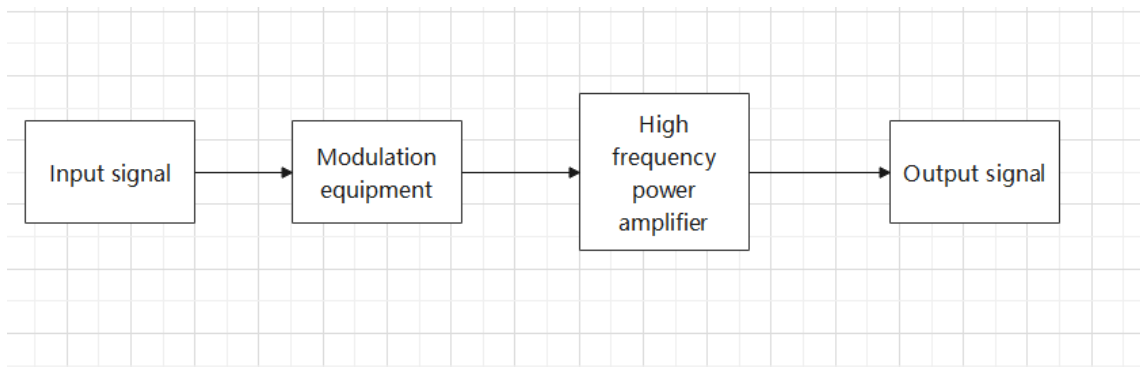 Input signal
Modulation
equipment
High
frequency
power
amplifier
Output signal